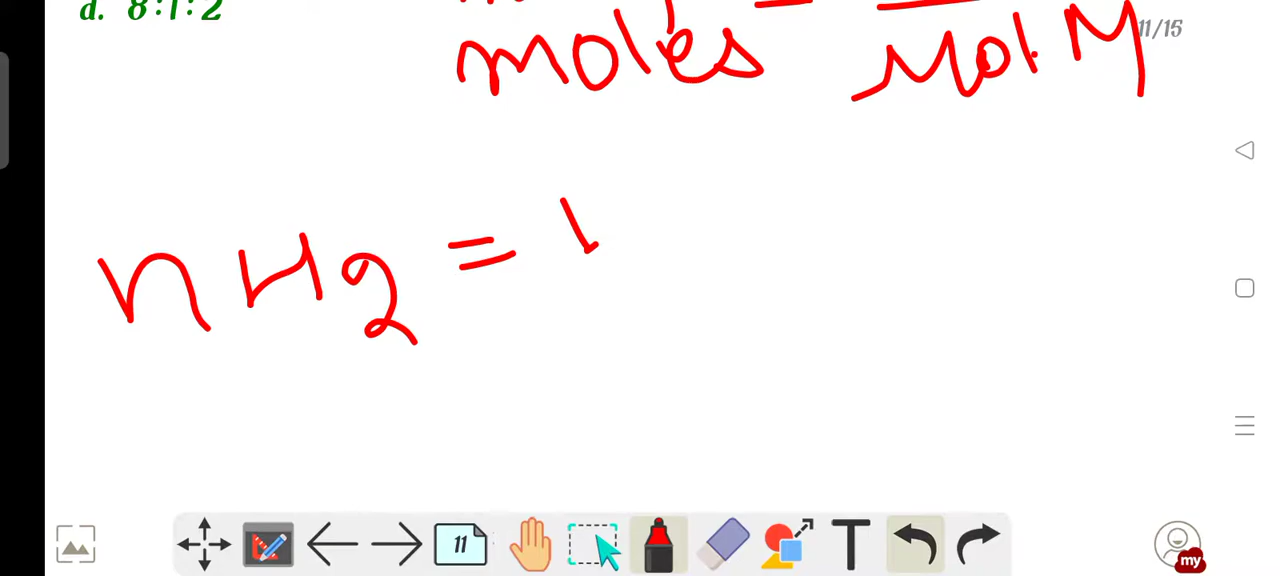 d. 8:1:2
11/15
moles = Mol. M
nH2 = 1
11
T
my